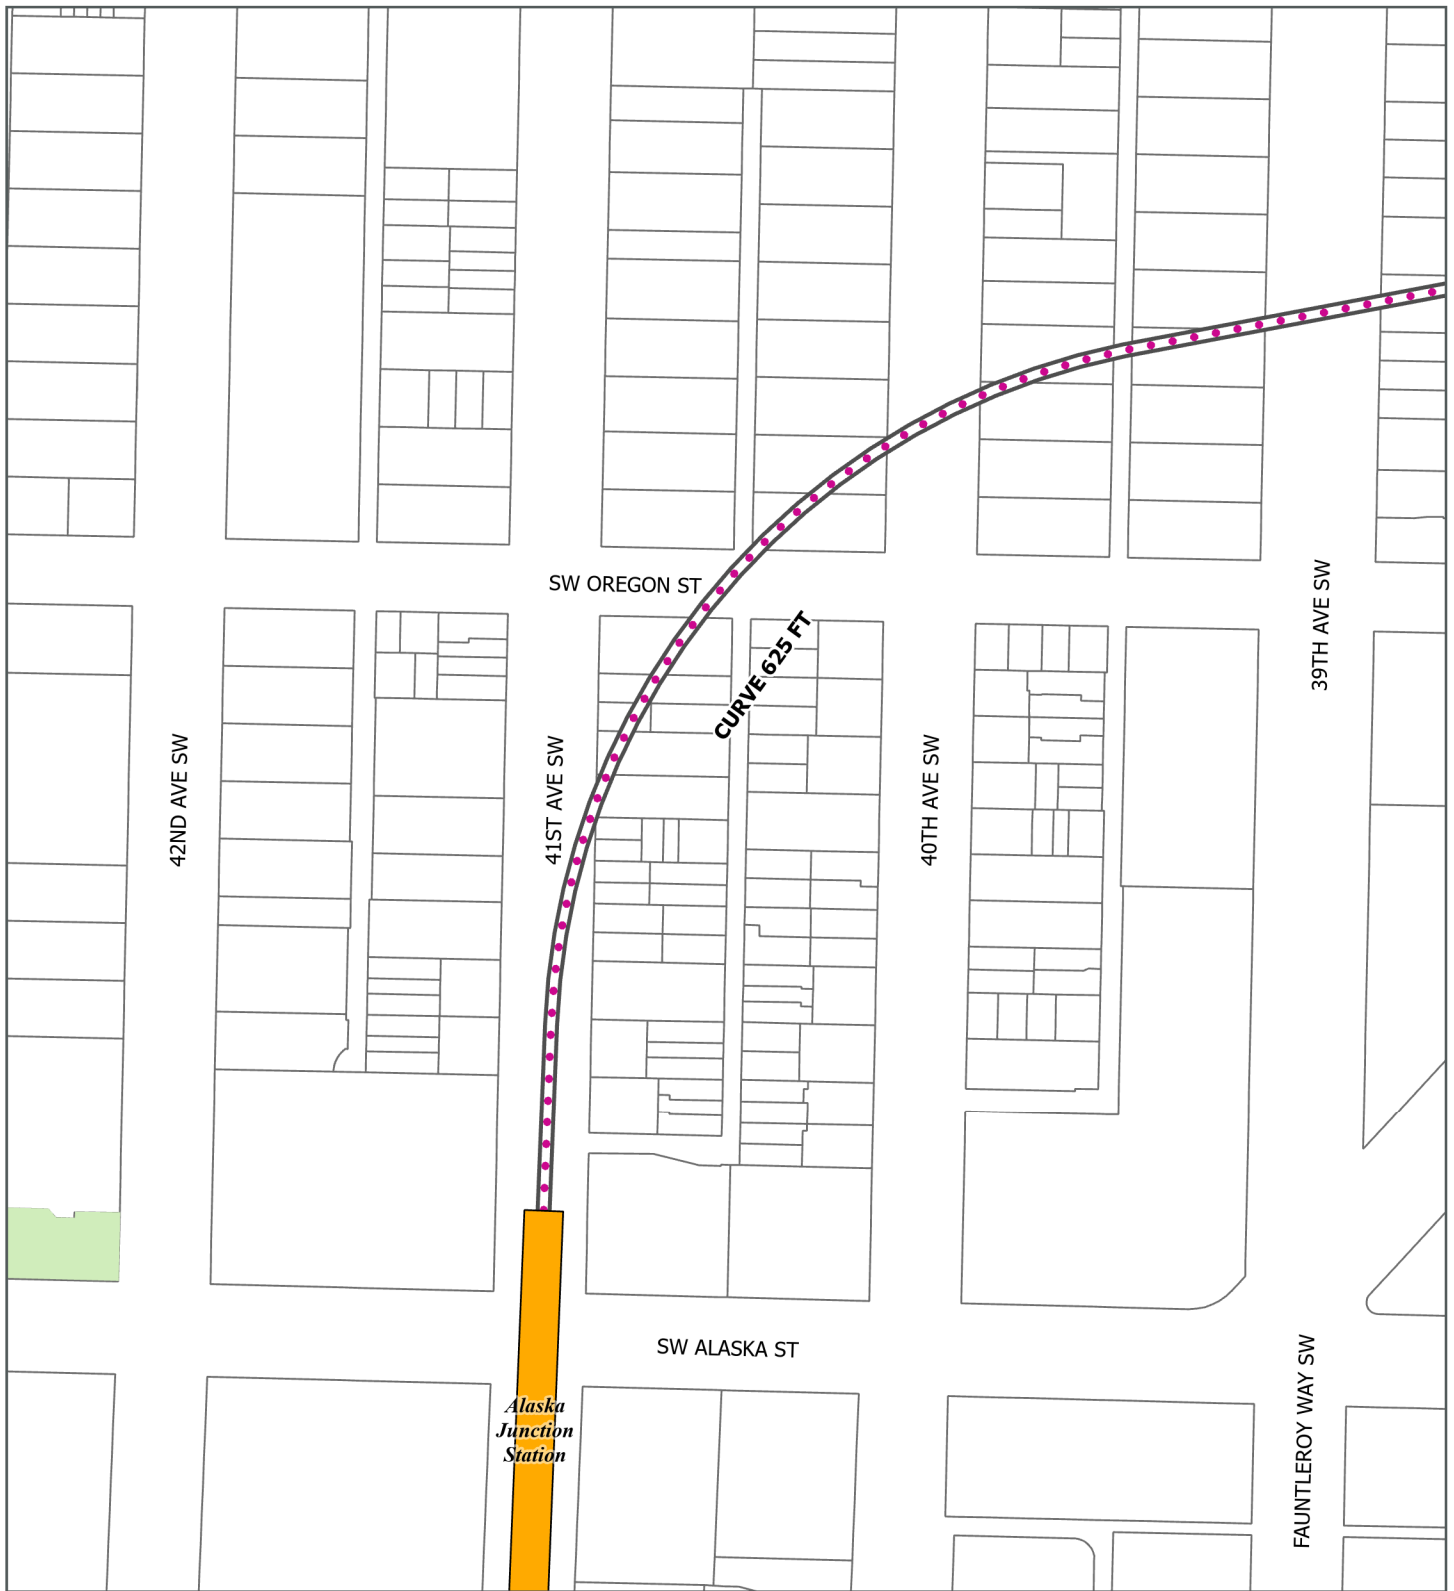 SW OREGON ST
CURVE 625 FT
39TH AVE SW
42ND AVE SW
41ST AVE SW
40TH AVE SW
SW ALASKA ST
FAUNTLEROY WAY SW
Alaska
Junction
Station